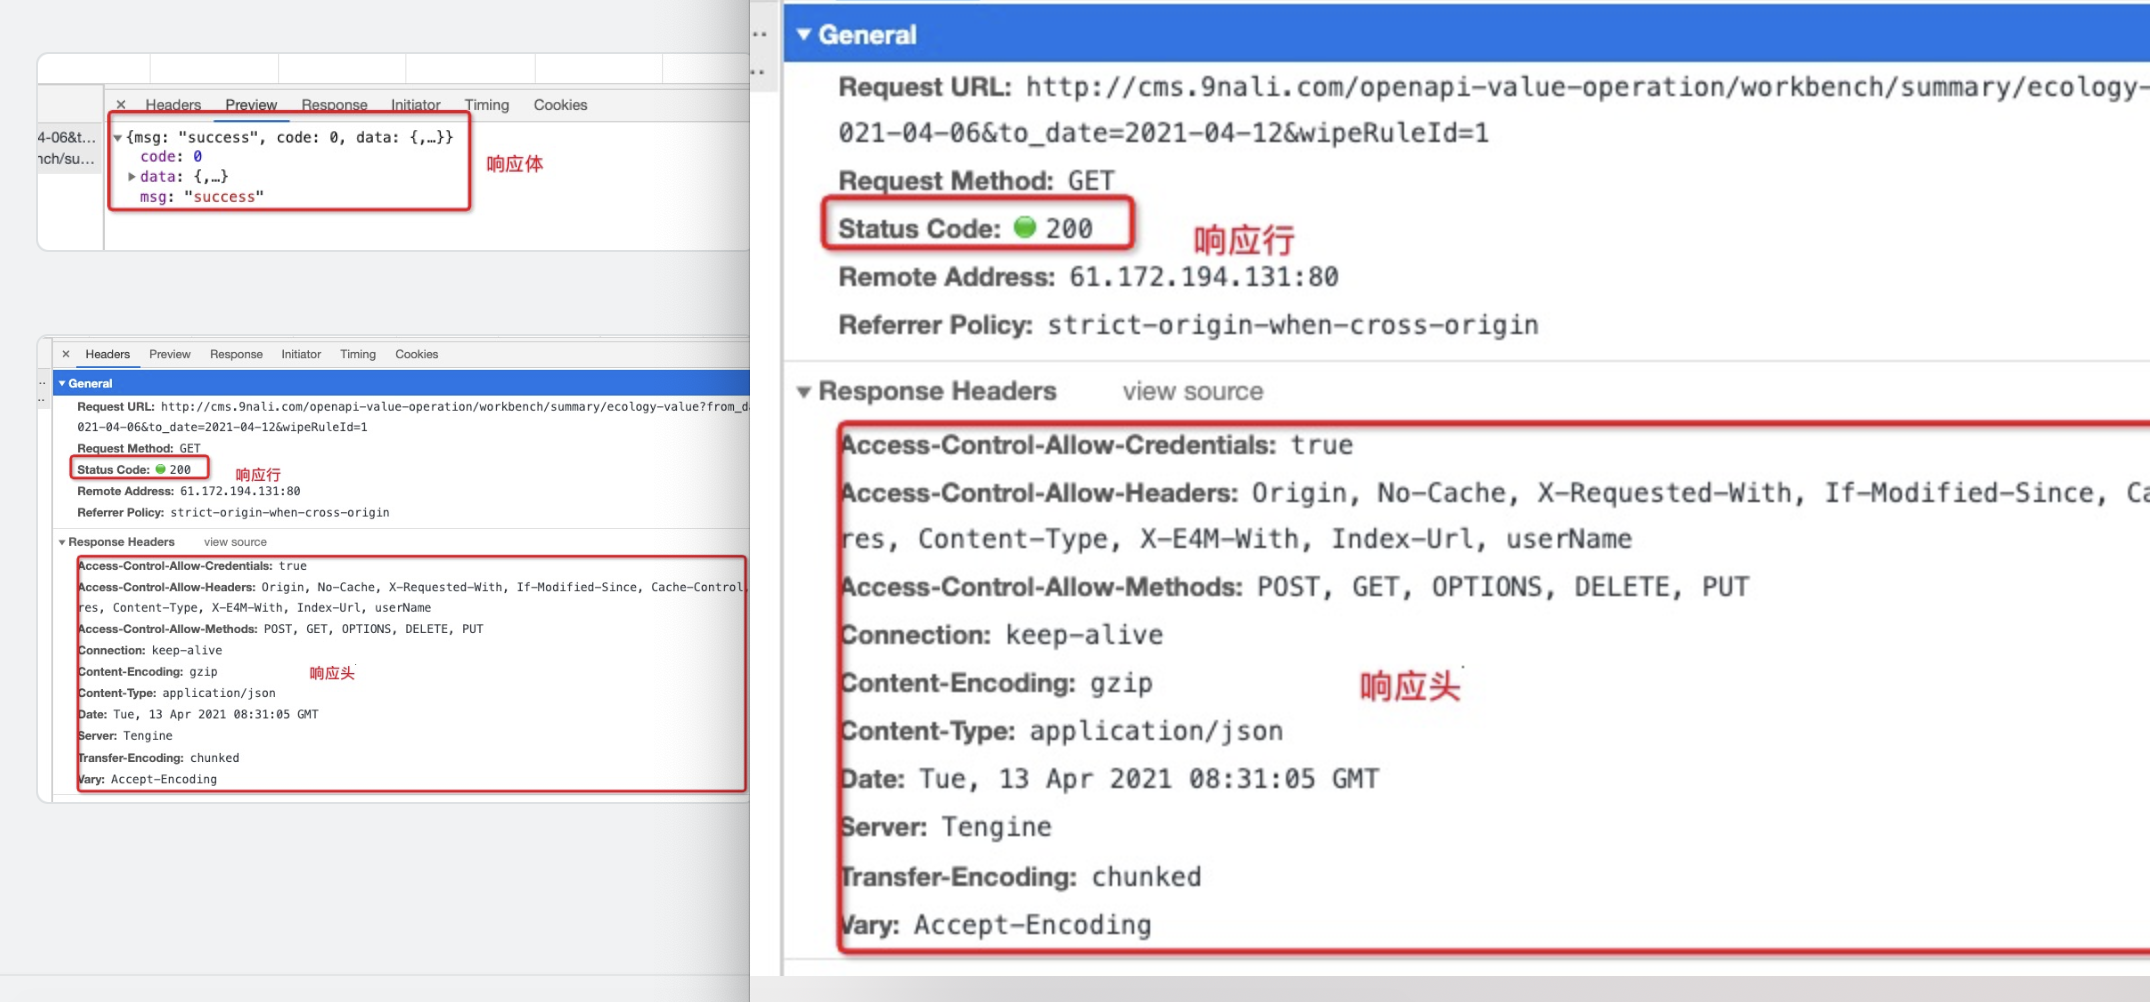 × Headers Preview Response Initiator Timing Cookies
4-06&t...
nch/su...
{msg: "success", code: 0, data: {,…}}
code: 0
data: {,…}
msg: "success"
响应体
× Headers Preview Response Initiator Timing Cookies
General
Request URL: http://cms.9nali.com/openapi-value-operation/workbench/summary/ecology-value?from_d
021-04-06&to_date=2021-04-12&wipeRuleId=1
Request Method: GET
Status Code: 200
响应行
Remote Address: 61.172.194.131:80
Referrer Policy: strict-origin-when-cross-origin
Response Headers view source
Access-Control-Allow-Credentials: true
Access-Control-Allow-Headers: Origin, No-Cache, X-Requested-With, If-Modified-Since, Cache-Control,
res, Content-Type, X-E4M-With, Index-Url, userName
Access-Control-Allow-Methods: POST, GET, OPTIONS, DELETE, PUT
Connection: keep-alive
Content-Encoding: gzip
响应头
Content-Type: application/json
Date: Tue, 13 Apr 2021 08:31:05 GMT
Server: Tengine
Transfer-Encoding: chunked
Vary: Accept-Encoding
General
Request URL: http://cms.9nali.com/openapi-value-operation/workbench/summary/ecology-
021-04-06&to_date=2021-04-12&wipeRuleId=1
Request Method: GET
Status Code: 200
响应行
Remote Address: 61.172.194.131:80
Referrer Policy: strict-origin-when-cross-origin
Response Headers view source
Access-Control-Allow-Credentials: true
Access-Control-Allow-Headers: Origin, No-Cache, X-Requested-With, If-Modified-Since, Ca
res, Content-Type, X-E4M-With, Index-Url, userName
Access-Control-Allow-Methods: POST, GET, OPTIONS, DELETE, PUT
Connection: keep-alive
Content-Encoding: gzip
响应头
Content-Type: application/json
Date: Tue, 13 Apr 2021 08:31:05 GMT
Server: Tengine
Transfer-Encoding: chunked
Vary: Accept-Encoding